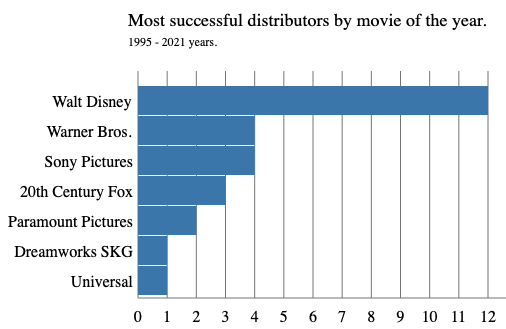 Most successful distributors by movie of the year.
1995 - 2021 years.
Walt Disney
Warner Bros.
Sony Pictures
20th Century Fox
Paramount Pictures
Dreamworks SKG
Universal
0 1 2 3 4 5 6 7 8 9 10 11 12